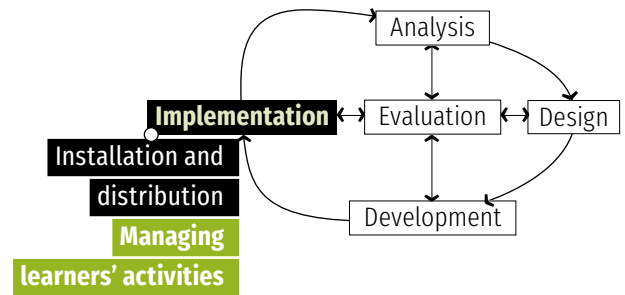 Analysis
Implementation
Evaluation
Design
Installation and
distribution
Development
Managing
learners’ activities